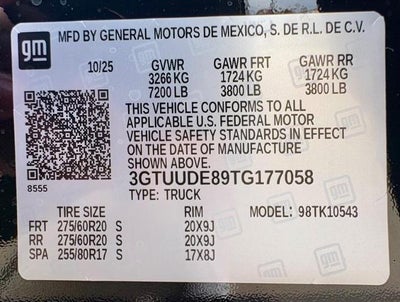 gm MFD BY GENERAL MOTORS DE MEXICO, S. DE R.L. DE C.V.
10/25 GVWR GAWR FRT GAWR RR
3266 KG 1724 KG 1724 KG
7200 LB 3800 LB 3800 LB
THIS VEHICLE CONFORMS TO ALL
APPLICABLE U.S. FEDERAL MOTOR
VEHICLE SAFETY STANDARDS IN EFFECT
ON THE DATE OF MANUFACTURE
SHOWN ABOVE.
8555
3GTUUDE89TG177058
TYPE: TRUCK
TIRE SIZE RIM MODEL: 98TK10543
FRT 275/60R20 S 20X9J
RR 275/60R20 S 20X9J
SPA 255/80R17 S 17X8J